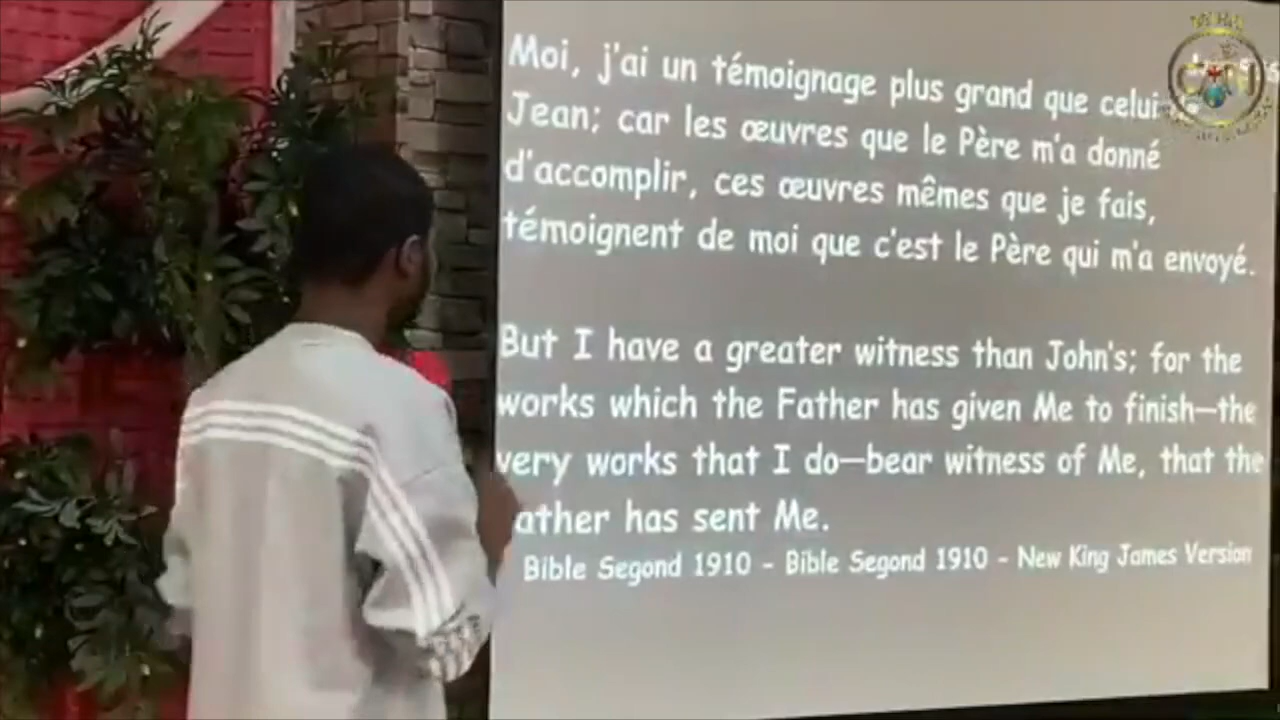 Moi, j'ai un témoignage plus grand que celui
Jean; car les œuvres que le Père m'a donné
d'accomplir, ces œuvres mêmes que je fais,
témoignent de moi que c'est le Père qui m'a envoyé.
But I have a greater witness than John's; for the
works which the Father has given Me to finish—the
very works that I do—bear witness of Me, that the
ather has sent Me.
Bible Segond 1910 - Bible Segond 1910 - New King James Version